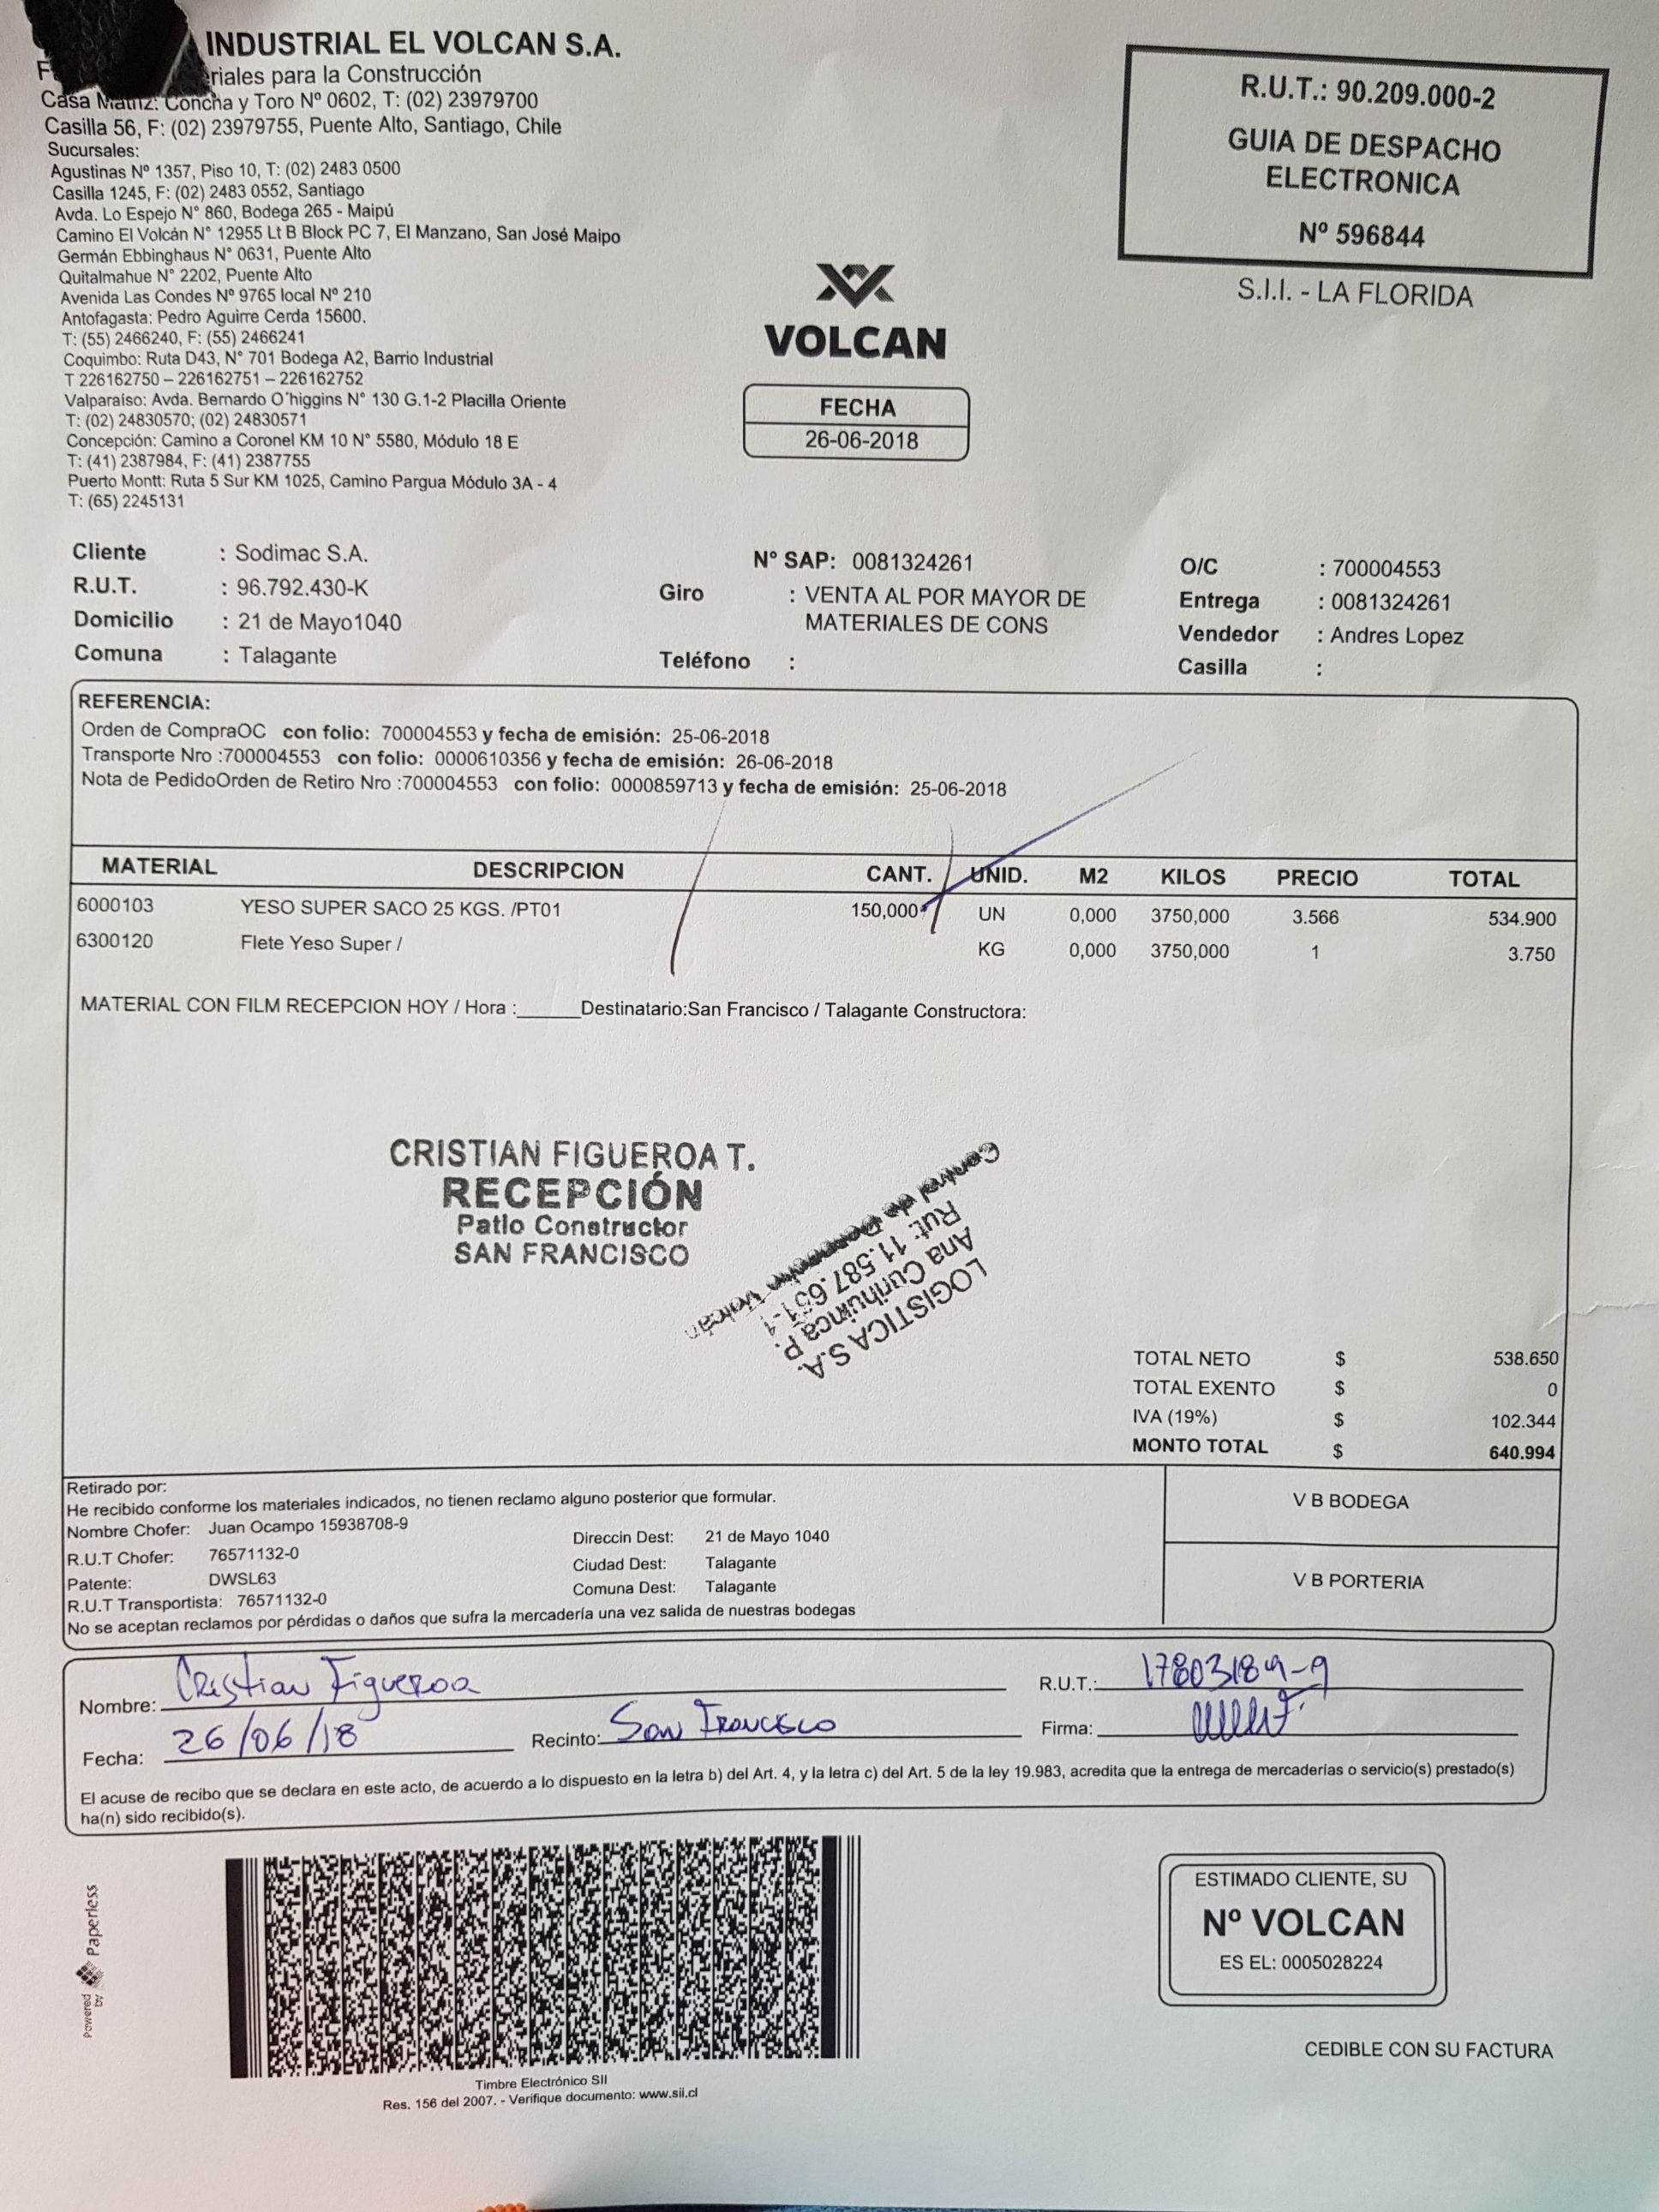 INDUSTRIAL EL VOLCAN S.A.
riales para la Construcción
Casa Matriz: Concha y Toro Nº 0602, T: (02) 23979700
Casilla 56, F: (02) 23979755, Puente Alto, Santiago, Chile
Sucursales:
Agustinas Nº 1357, Piso 10, T: (02) 2483 0500
Casilla 1245, F: (02) 2483 0552, Santiago
Avda. Lo Espejo N° 860, Bodega 265 - Maipú
Camino El Volcán N° 12955 Lt B Block PC 7, El Manzano, San José Maipo
Germán Ebbinghaus N° 0631, Puente Alto
Quitalmahue N° 2202, Puente Alto
Avenida Las Condes Nº 9765 local Nº 210
Antofagasta: Pedro Aguirre Cerda 15600.
T: (55) 2466240, F: (55) 2466241
Coquimbo: Ruta D43, N° 701 Bodega A2, Barrio Industrial
T 226162750 – 226162751 – 226162752
Valparaíso: Avda. Bernardo O´higgins N° 130 G.1-2 Placilla Oriente
T: (02) 24830570; (02) 24830571
Concepción: Camino a Coronel KM 10 N° 5580, Módulo 18 E
T: (41) 2387984, F: (41) 2387755
Puerto Montt: Ruta 5 Sur KM 1025, Camino Pargua Módulo 3A - 4
T: (65) 2245131
VOLCAN
FECHA
26-06-2018
R.U.T.: 90.209.000-2
GUIA DE DESPACHO
ELECTRONICA
Nº 596844
S.I.I. - LA FLORIDA
Cliente : Sodimac S.A.
R.U.T. : 96.792.430-K
Domicilio : 21 de Mayo1040
Comuna : Talagante
Nº SAP: 0081324261
Giro : VENTA AL POR MAYOR DE
MATERIALES DE CONS
Teléfono :
O/C : 700004553
Entrega : 0081324261
Vendedor : Andres Lopez
Casilla :
REFERENCIA:
Orden de CompraOC con folio: 700004553 y fecha de emisión: 25-06-2018
Transporte Nro :700004553 con folio: 0000610356 y fecha de emisión: 26-06-2018
Nota de PedidoOrden de Retiro Nro :700004553 con folio: 0000859713 y fecha de emisión: 25-06-2018
MATERIAL DESCRIPCION CANT. UNID. M2 KILOS PRECIO TOTAL
6000103 YESO SUPER SACO 25 KGS. /PT01 150,000 UN 0,000 3750,000 3.566 534.900
6300120 Flete Yeso Super / KG 0,000 3750,000 1 3.750
MATERIAL CON FILM RECEPCION HOY / Hora :______Destinatario:San Francisco / Talagante Constructora:
CRISTIAN FIGUEROA T.
RECEPCIÓN
Patio Constructor
SAN FRANCISCO
LOGISTICA S.A.
Ana Curihuinca P.
Rut: 11.587.
Control de Volcán
TOTAL NETO $ 538.650
TOTAL EXENTO $ 0
IVA (19%) $ 102.344
MONTO TOTAL $ 640.994
Retirado por:
He recibido conforme los materiales indicados, no tienen reclamo alguno posterior que formular.
Nombre Chofer: Juan Ocampo 15938708-9
R.U.T Chofer: 76571132-0
Patente: DWSL63
R.U.T Transportista: 76571132-0
Direccin Dest: 21 de Mayo 1040
Ciudad Dest: Talagante
Comuna Dest: Talagante
No se aceptan reclamos por pérdidas o daños que sufra la mercadería una vez salida de nuestras bodegas
V B BODEGA
V B PORTERIA
Nombre: Cristian Figueroa
R.U.T.: 17803189-9
Fecha: 26/06/18
Recinto: San Francisco
Firma:
El acuse de recibo que se declara en este acto, de acuerdo a lo dispuesto en la letra b) del Art. 4, y la letra c) del Art. 5 de la ley 19.983, acredita que la entrega de mercaderías o servicio(s) prestado(s)
ha(n) sido recibido(s).
Powered by Paperless
Timbre Electrónico SII
Res. 156 del 2007. - Verifique documento: www.sii.cl
ESTIMADO CLIENTE, SU
Nº VOLCAN
ES EL: 0005028224
CEDIBLE CON SU FACTURA